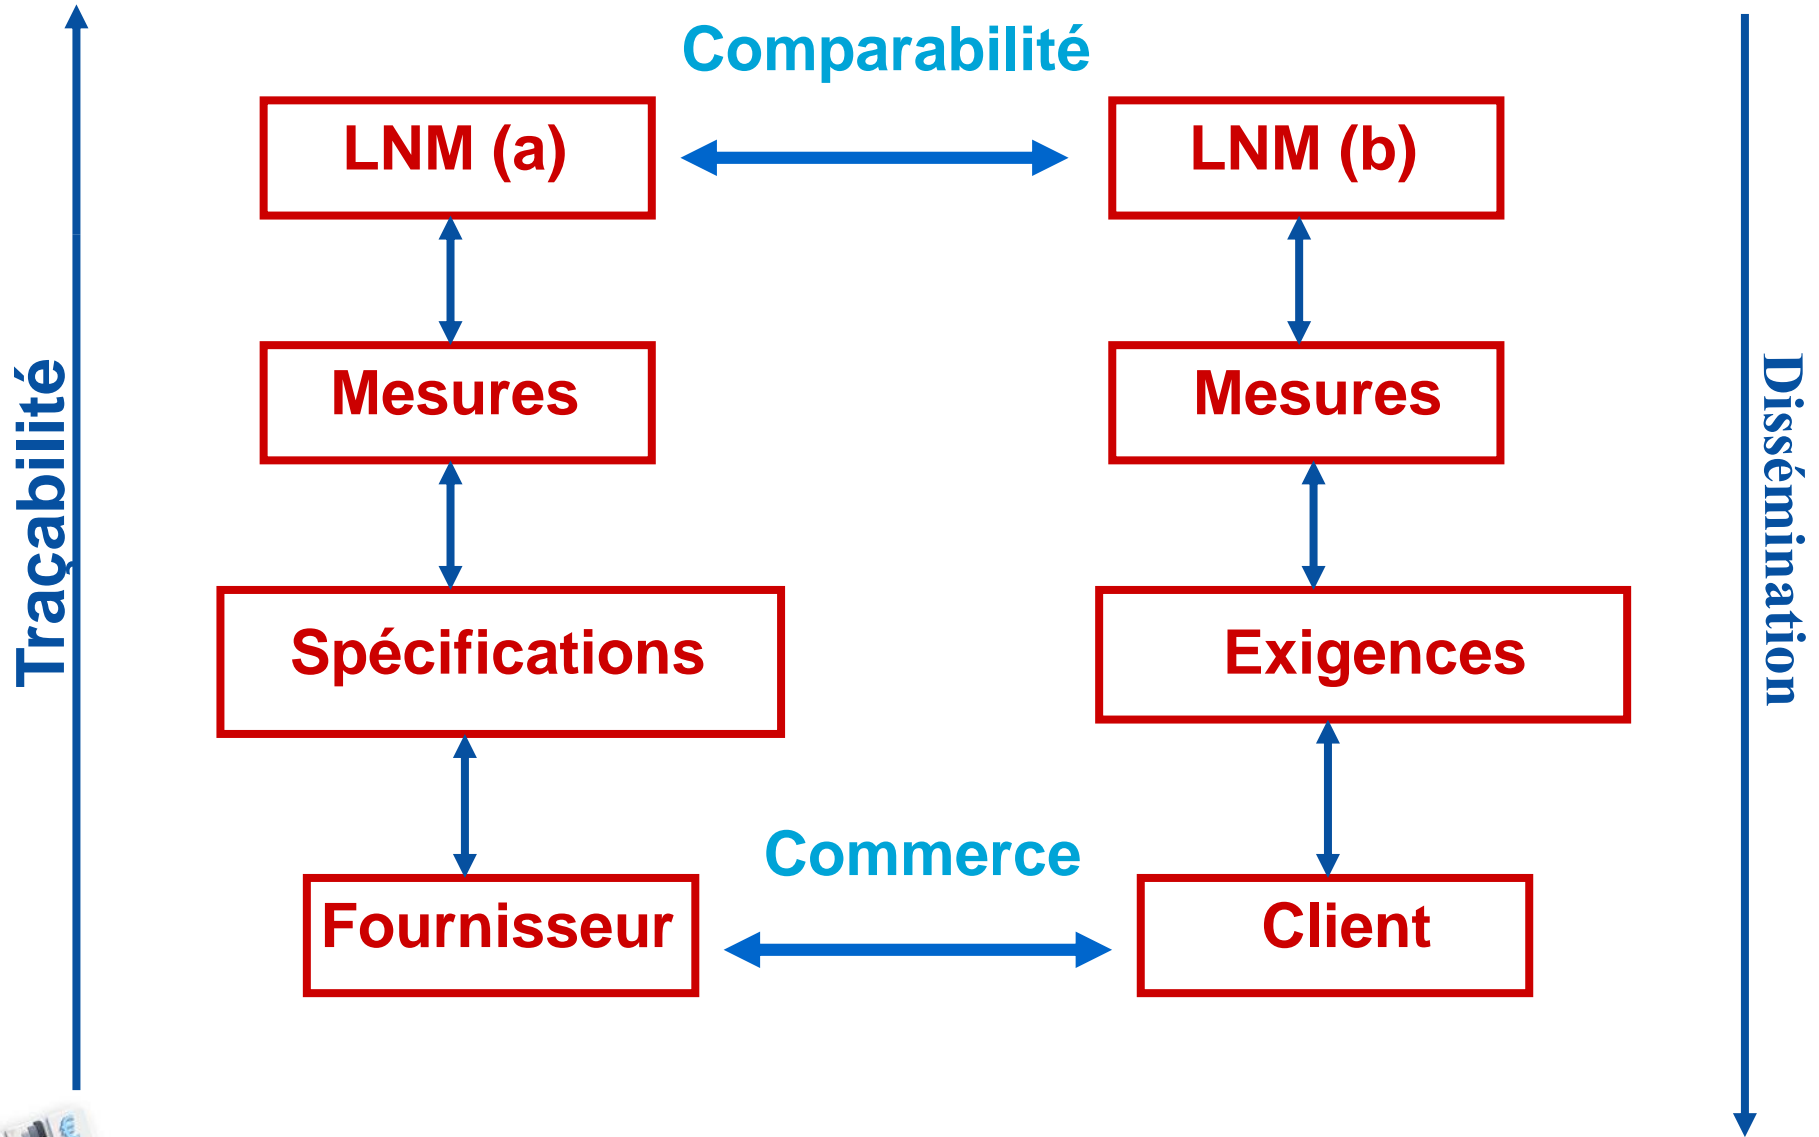 Comparabilité
LNM (a)
LNM (b)
Mesures
Mesures
Traçabilité
Dissémination
Spécifications
Exigences
Commerce
Fournisseur
Client
€